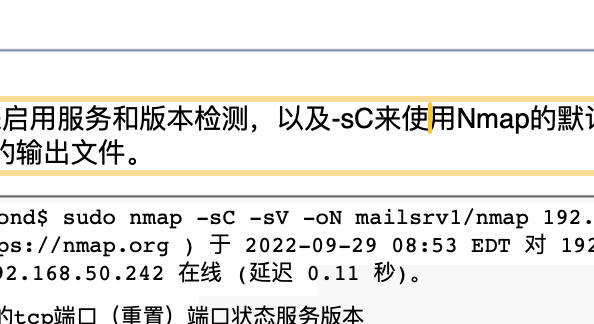 启用服务和版本检测，以及-sC来使用Nmap的默
的输出文件。
ond$ sudo nmap -sC -sV -oN mailsrv1/nmap 192.
ps://nmap.org ) 于 2022-09-29 08:53 EDT 对 192
92.168.50.242 在线 (延迟 0.11 秒)。
的tcp端口（重置）端口状态服务版本